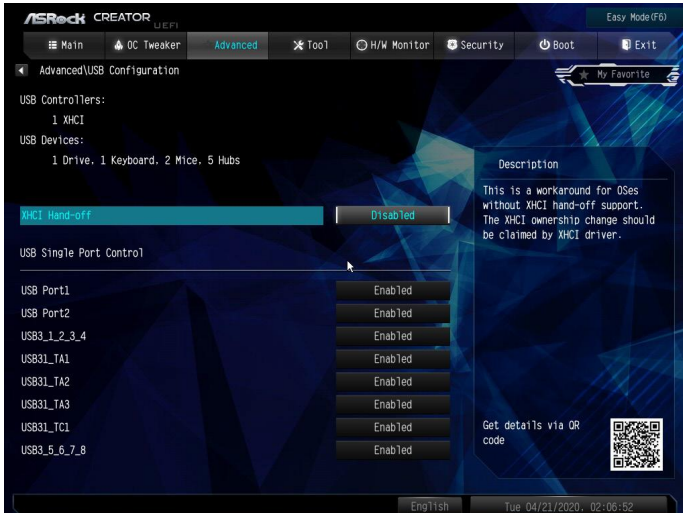 ASRock CREATOR UEFI
Easy Mode(F6)
Main OC Tweaker Advanced Tool H/W Monitor Security Boot Exit
Advanced\USB Configuration
My Favorite
USB Controllers:
1 XHCI
USB Devices:
1 Drive, 1 Keyboard, 2 Mice, 5 Hubs
XHCI Hand-off Disabled
USB Single Port Control
USB Port1 Enabled
USB Port2 Enabled
USB3_1_2_3_4 Enabled
USB31_TA1 Enabled
USB31_TA2 Enabled
USB31_TA3 Enabled
USB31_TC1 Enabled
USB3_5_6_7_8 Enabled
Description
This is a workaround for OSes
without XHCI hand-off support.
The XHCI ownership change should
be claimed by XHCI driver.
Get details via QR
code
English
Tue 04/21/2020, 02:06:52